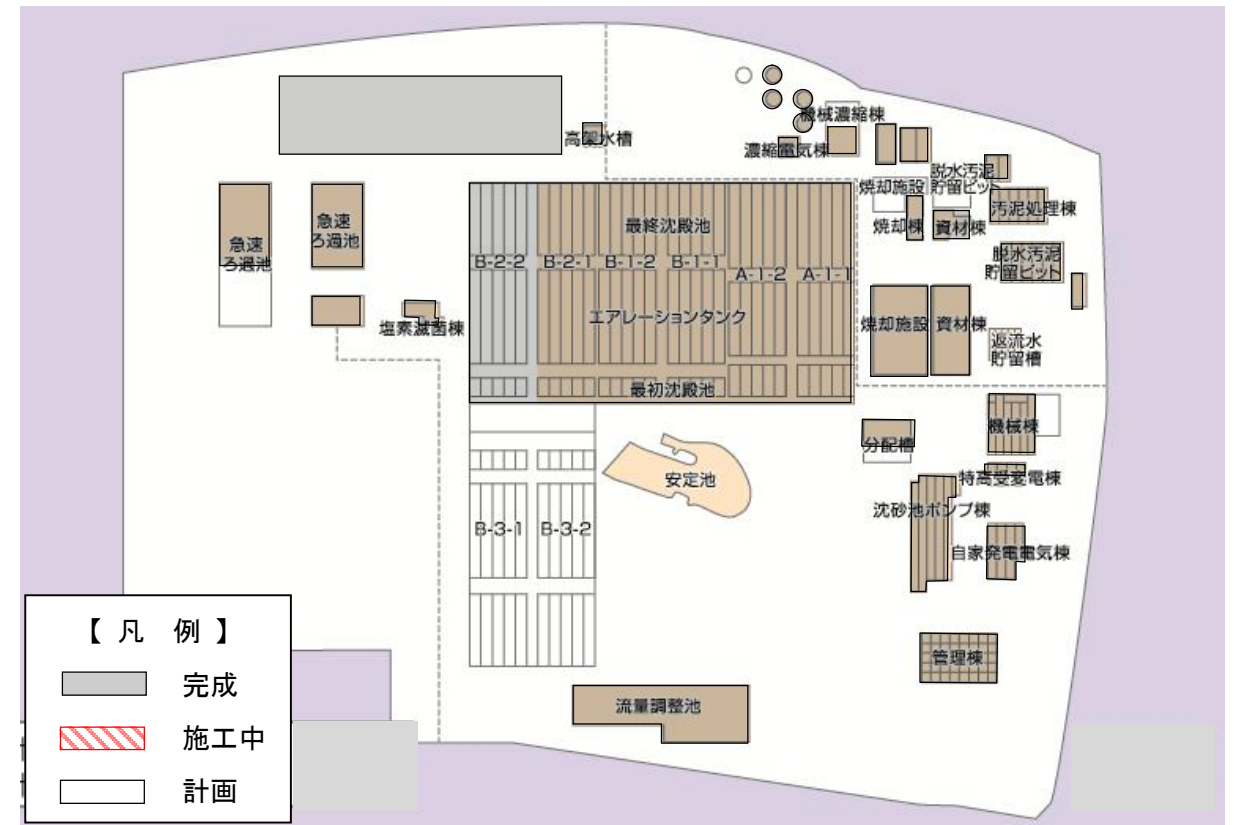 高架水槽
機械濃縮棟
濃縮電気棟
脱水汚泥
貯留ピット
焼却施設
焼却棟
資材棟
汚泥処理棟
脱水汚泥
貯留ピット
急速
ろ過池
急速
ろ過池
塩素滅菌棟
最終沈殿池
B-2-2
B-2-1
B-1-2
B-1-1
A-1-2
A-1-1
エアレーションタンク
最初沈殿池
焼却施設
資材棟
返流水
貯留槽
機械棟
分配槽
特高受変電棟
安定池
沈砂池ポンプ棟
B-3-1
B-3-2
自家発電電気棟
管理棟
流量調整池
【 凡 例 】
完成
施工中
計画